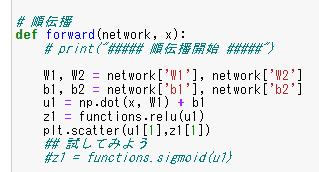 # 順伝播
def forward(network, x):
# print("##### 順伝播開始 #####")
W1, W2 = network['W1'], network['W2']
b1, b2 = network['b1'], network['b2']
u1 = np.dot(x, W1) + b1
z1 = functions.relu(u1)
plt.scatter(u1[1],z1[1])
## 試してみよう
#z1 = functions.sigmoid(u1)